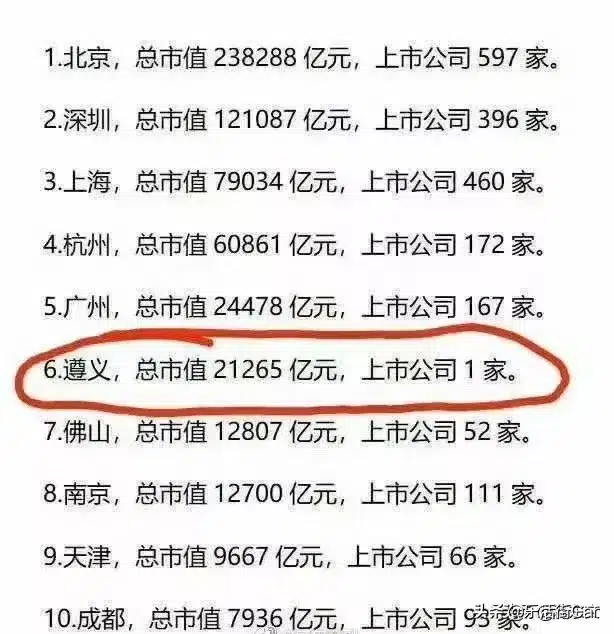 1.北京，总市值 238288 亿元，上市公司 597 家。
2.深圳，总市值 121087 亿元，上市公司 396 家。
3.上海，总市值 79034 亿元，上市公司 460 家。
4.杭州，总市值 60861 亿元，上市公司 172 家。
5.广州，总市值 24478 亿元，上市公司 167 家。
6.遵义，总市值 21265 亿元，上市公司 1 家。
7.佛山，总市值 12807 亿元，上市公司 52 家。
8.南京，总市值 12700 亿元，上市公司 111 家。
9.天津，总市值 9667 亿元，上市公司 66 家。
10.成都，总市值 7936 亿元，上市公司 93 家。